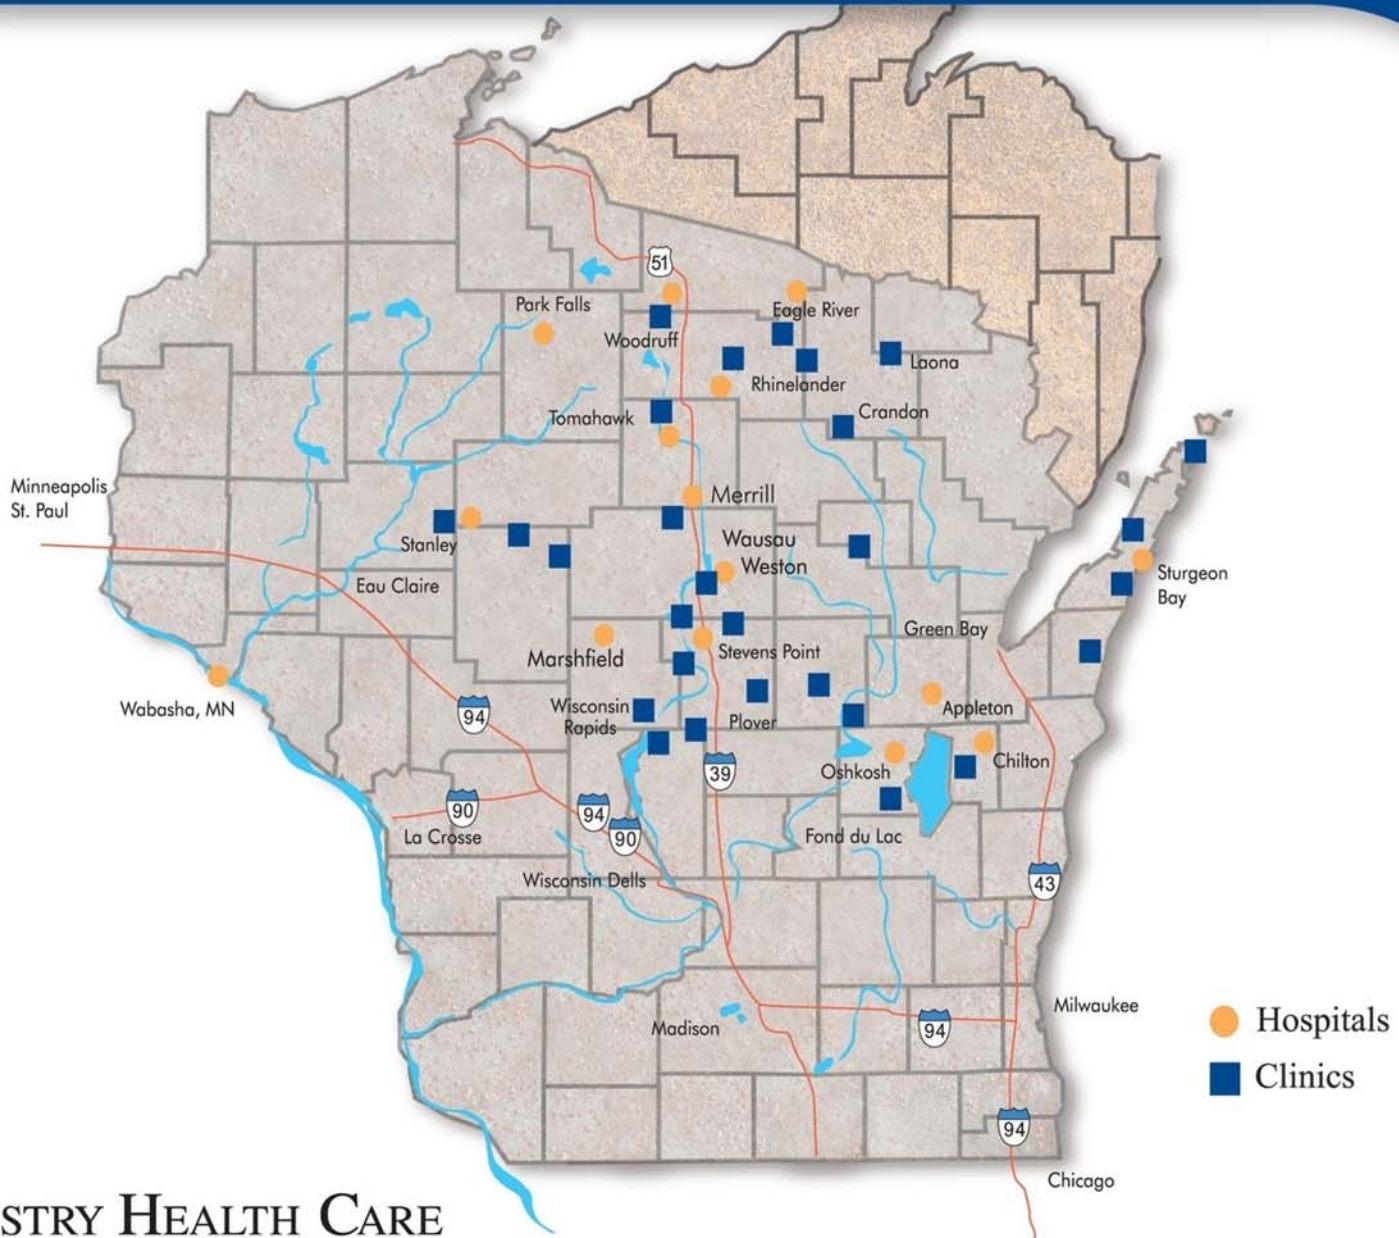 51
Park Falls
Eagle River
Woodruff
Laona
Rhinelander
Crandon
Tomahawk
Minneapolis
St. Paul
Merrill
Stanley
Wausau
Weston
Eau Claire
Sturgeon
Bay
Green Bay
Marshfield
Stevens Point
Wabasha, MN
Wisconsin
Rapids
Plover
Appleton
94
39
Oshkosh
Chilton
90
94
90
La Crosse
Fond du Lac
Wisconsin Dells
43
Madison
94
Milwaukee
Hospitals
Clinics
94
Chicago
STRY HEALTH CARE